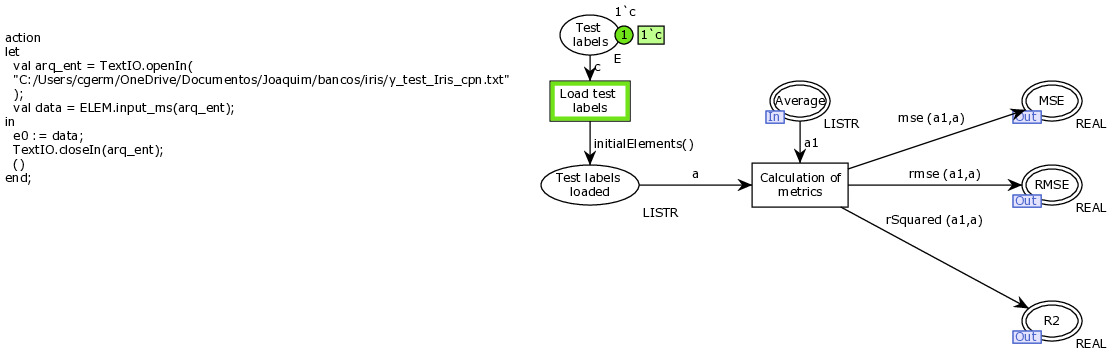 action
let
val arq_ent = TextIO.openIn(
"C:/Users/cgerm/OneDrive/Documentos/Joaquim/bancos/iris/y_test_Iris_cpn.txt"
);
val data = ELEM.input_ms(arq_ent);
in
e0 := data;
TextIO.closeIn(arq_ent);
()
end;
1`c
Test
labels
1
1`c
E
c
Load test
labels
initialElements()
Test labels
loaded
LISTR
a
Average
In
LISTR
a1
Calculation of
metrics
mse (a1,a)
MSE
Out
REAL
rmse (a1,a)
RMSE
Out
REAL
rSquared (a1,a)
R2
Out
REAL